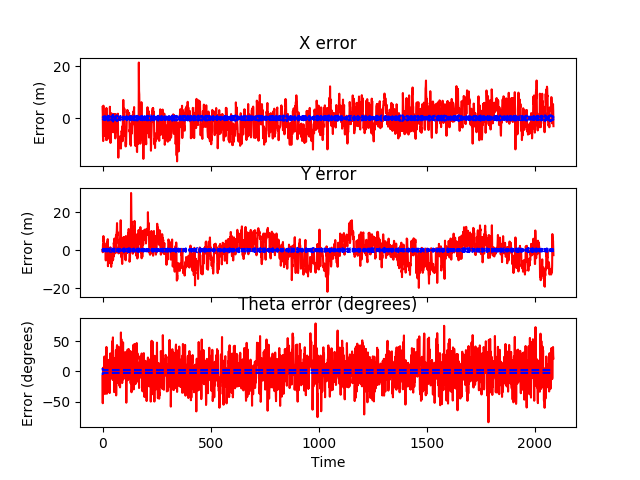 X error
20
0
Error (m)
Y error
20
0
−20
Error (m)
Theta error (degrees)
50
0
−50
Error (degrees)
0 500 1000 1500 2000
Time